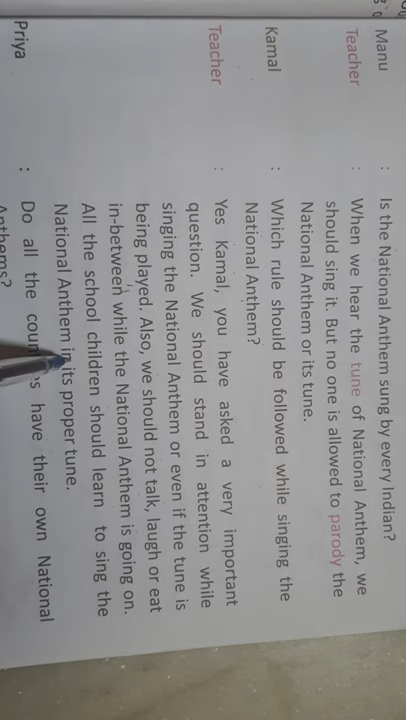 Manu : Is the National Anthem sung by every Indian?
Teacher : When we hear the tune of National Anthem, we
should sing it. But no one is allowed to parody the
National Anthem or its tune.
Kamal : Which rule should be followed while singing the
National Anthem?
Teacher : Yes Kamal, you have asked a very important
question. We should stand in attention while
singing the National Anthem or even if the tune is
being played. Also, we should not talk, laugh or eat
in-between while the National Anthem is going on.
All the school children should learn to sing the
National Anthem in its proper tune.
Priya : Do all the have their own National
Anthems?